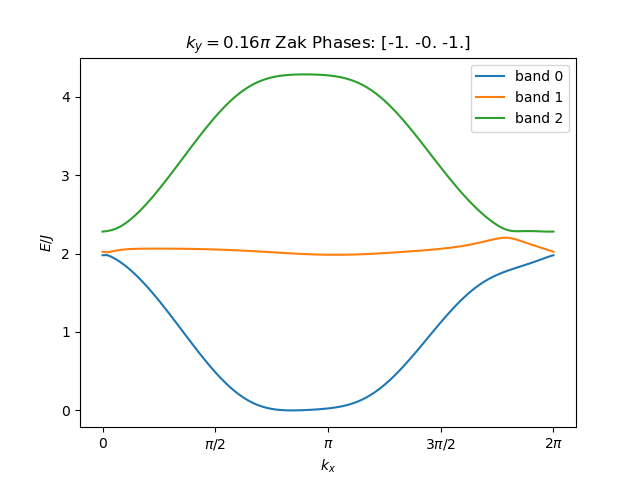 $k_y = 0.16\pi$ Zak Phases: [-1. -0. -1.]
band 0
band 1
band 2
4
3
2
1
0
E/J
0
π/2
π
3π/2
2π
$k_x$